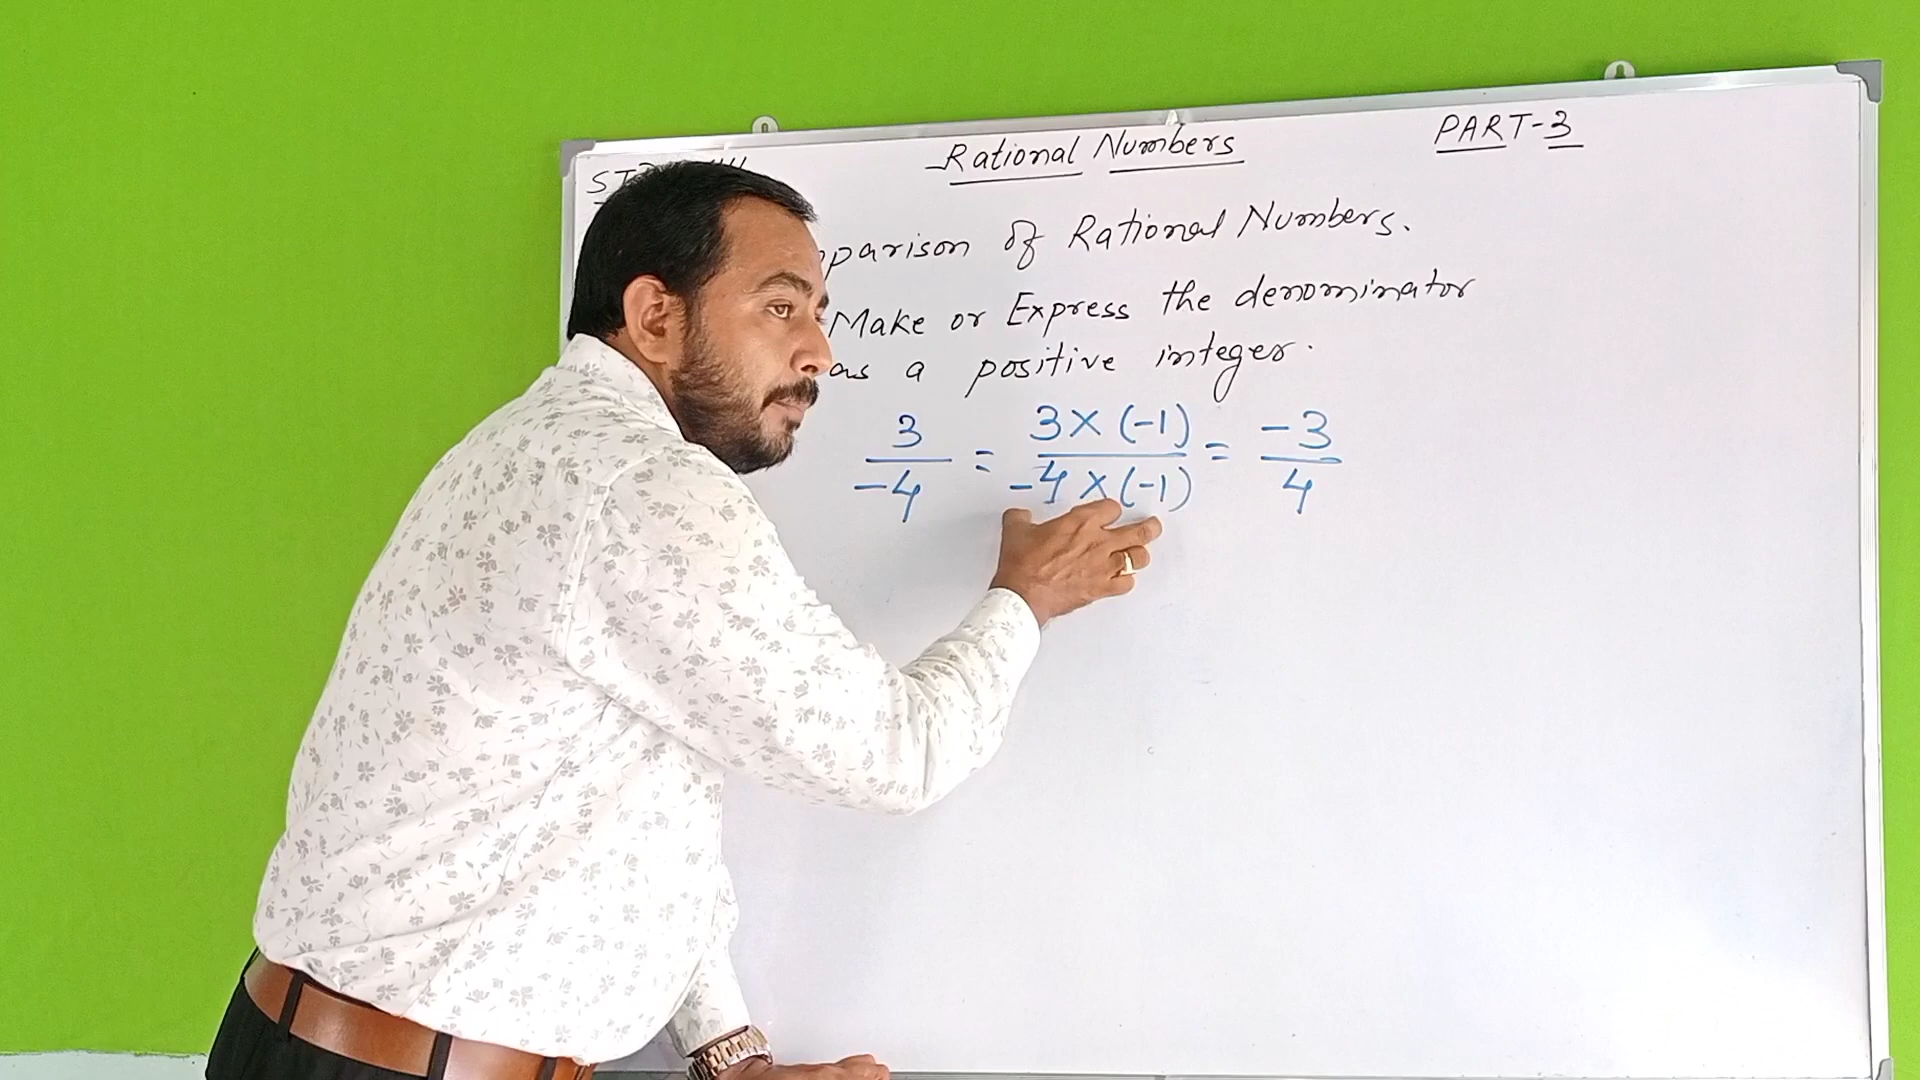 Rational Numbers
PART-3
of Rational Numbers.
Make or Express the denominator
as a positive integer.
3/-4 = 3×(-1)/-4×(-1) = -3/4